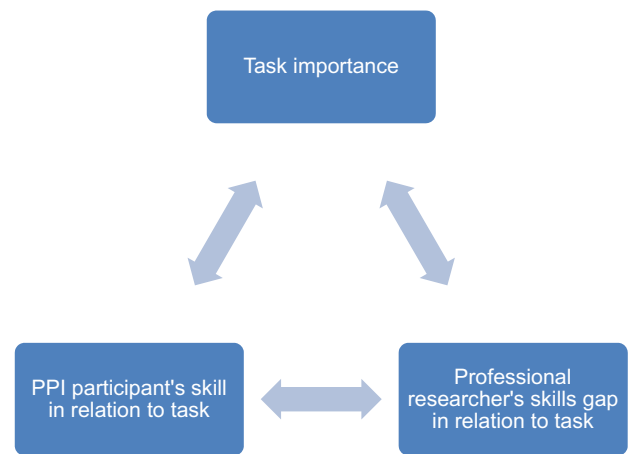 Task importance
PPI participant's skill
in relation to task
Professional
researcher's skills gap
in relation to task